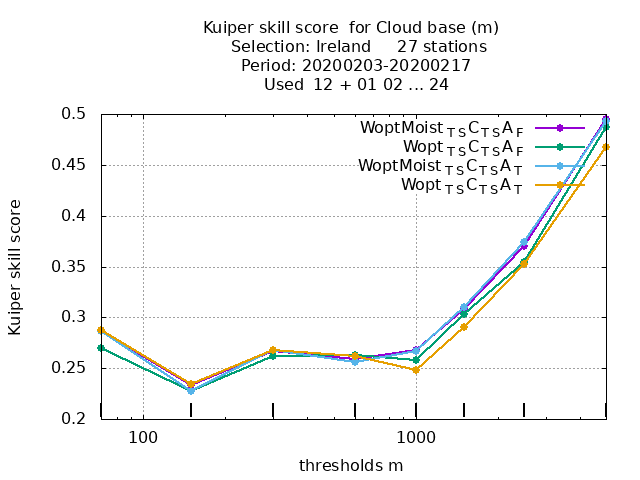 Kuiper skill score  for Cloud base (m)
Selection: Ireland     27 stations
Period: 20200203-20200217
Used  12 + 01 02 ... 24
WoptMoist TS C TS A F
Wopt TS C TS A F
WoptMoist TS C TS A T
Wopt TS C TS A T
0.5
0.45
0.4
0.35
0.3
0.25
0.2
Kuiper skill score
100 1000
thresholds m